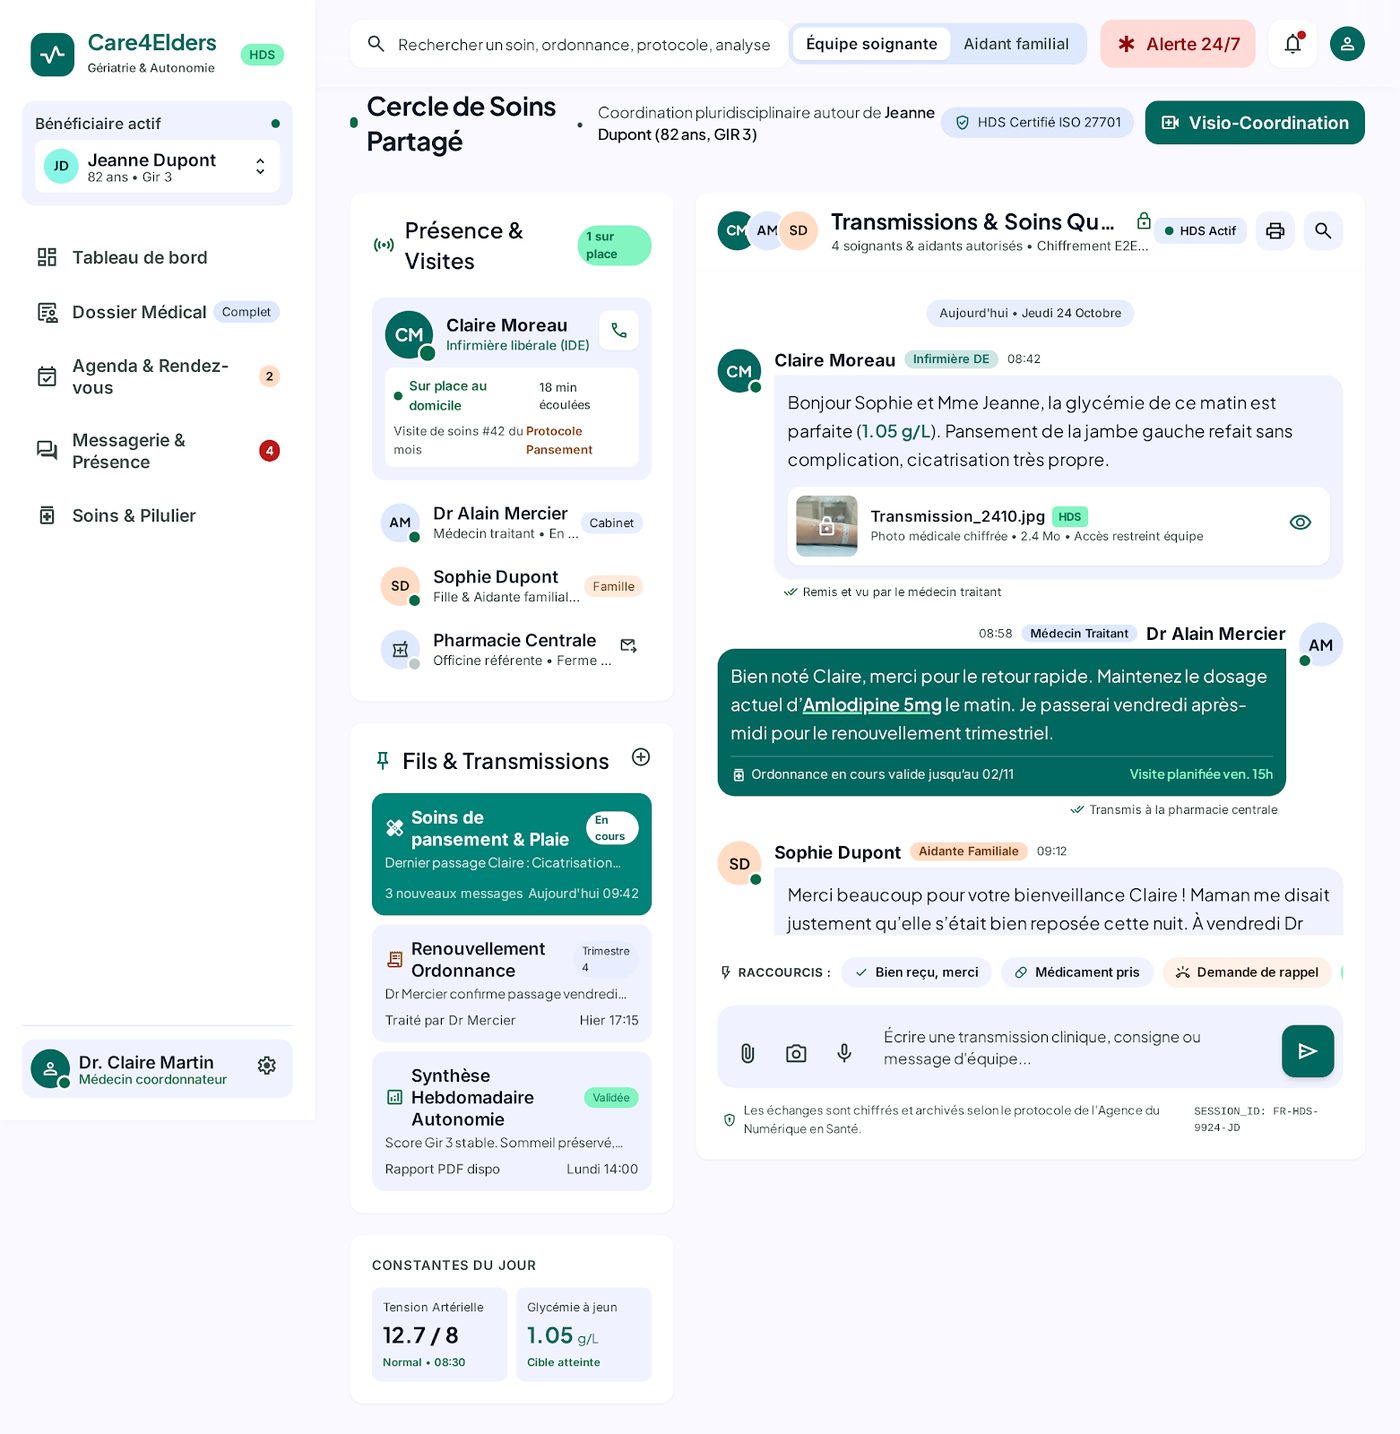 Care4Elders
Gériatrie & Autonomie
HDS
Bénéficiaire actif
JD
Jeanne Dupont
82 ans • Gir 3
Tableau de bord
Dossier Médical
Complet
Agenda & Rendez-
vous
2
Messagerie &
Présence
4
Soins & Pilulier
Dr. Claire Martin
Médecin coordonnateur
Rechercher un soin, ordonnance, protocole, analyse
Équipe soignante
Aidant familial
Alerte 24/7
Cercle de Soins
Partagé
•
Coordination pluridisciplinaire autour de Jeanne
Dupont (82 ans, GIR 3)
HDS Certifié ISO 27701
Visio-Coordination
Présence &
Visites
1 sur
place
CM
Claire Moreau
Infirmière libérale (IDE)
Sur place au
domicile
18 min
écoulées
Visite de soins #42 du
mois
Protocole
Pansement
AM
Dr Alain Mercier
Médecin traitant • En ...
Cabinet
SD
Sophie Dupont
Fille & Aidante familial...
Famille
Pharmacie Centrale
Officine référente • Ferme ...
Fils & Transmissions
Soins de
pansement & Plaie
En
cours
Dernier passage Claire : Cicatrisation...
3 nouveaux messages
Aujourd'hui 09:42
Renouvellement
Ordonnance
Trimestre
4
Dr Mercier confirme passage vendredi...
Traité par Dr Mercier
Hier 17:15
Synthèse
Hebdomadaire
Autonomie
Validée
Score Gir 3 stable. Sommeil préservé,...
Rapport PDF dispo
Lundi 14:00
CONSTANTES DU JOUR
Tension Artérielle
12.7 / 8
Normal • 08:30
Glycémie à jeun
1.05 g/L
Cible atteinte
CM
AM
SD
Transmissions & Soins Qu...
4 soignants & aidants autorisés • Chiffrement E2E...
HDS Actif
Aujourd'hui • Jeudi 24 Octobre
CM
Claire Moreau
Infirmière DE
08:42
Bonjour Sophie et Mme Jeanne, la glycémie de ce matin est
parfaite (1.05 g/L). Pansement de la jambe gauche refait sans
complication, cicatrisation très propre.
Transmission_2410.jpg
HDS
Photo médicale chiffrée • 2.4 Mo • Accès restreint équipe
Remis et vu par le médecin traitant
08:58
Médecin Traitant
Dr Alain Mercier
AM
Bien noté Claire, merci pour le retour rapide. Maintenez le dosage
actuel d’Amlodipine 5mg le matin. Je passerai vendredi après-
midi pour le renouvellement trimestriel.
Ordonnance en cours valide jusqu’au 02/11
Visite planifiée ven. 15h
Transmis à la pharmacie centrale
SD
Sophie Dupont
Aidante Familiale
09:12
Merci beaucoup pour votre bienveillance Claire ! Maman me disait
justement qu’elle s’était bien reposée cette nuit. À vendredi Dr
RACCOURCIS :
Bien reçu, merci
Médicament pris
Demande de rappel
Écrire une transmission clinique, consigne ou
message d'équipe...
Les échanges sont chiffrés et archivés selon le protocole de l'Agence du
Numérique en Santé.
SESSION_ID: FR-HDS-
9924-JD